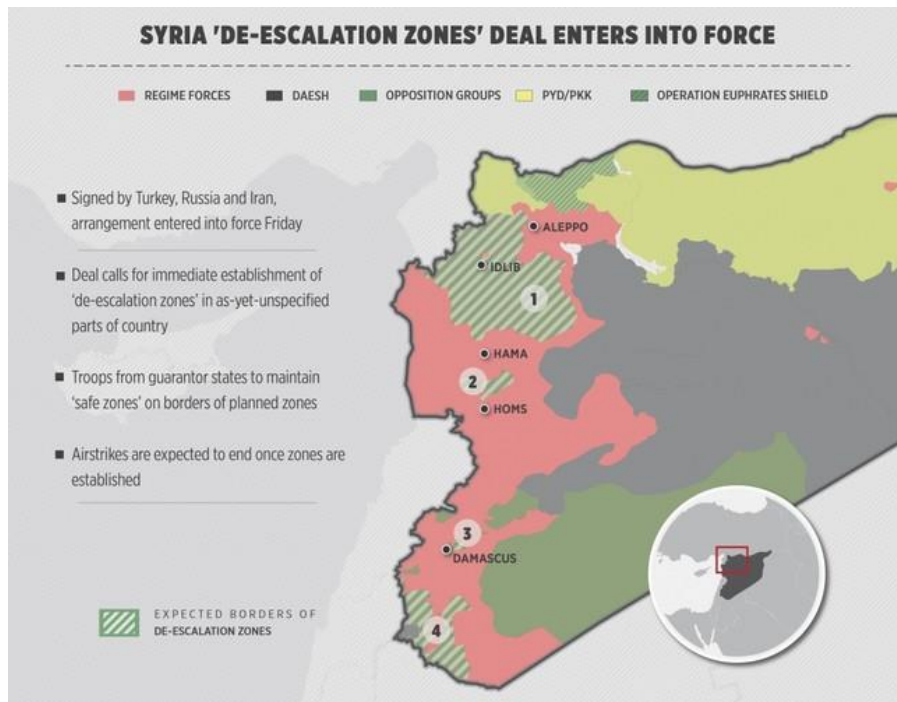 SYRIA 'DE-ESCALATION ZONES' DEAL ENTERS INTO FORCE
REGIME FORCES DAESH OPPOSITION GROUPS PYD/PKK OPERATION EUPHRATES SHIELD
■ Signed by Turkey, Russia and Iran,
arrangement entered into force Friday
■ Deal calls for immediate establishment of
‘de-escalation zones’ in as-yet-unspecified
parts of country
■ Troops from guarantor states to maintain
‘safe zones’ on borders of planned zones
■ Airstrikes are expected to end once zones are
established
ALEPPO
IDLIB
1
HAMA
2
HOMS
3
DAMASCUS
4
EXPECTED BORDERS OF
DE-ESCALATION ZONES